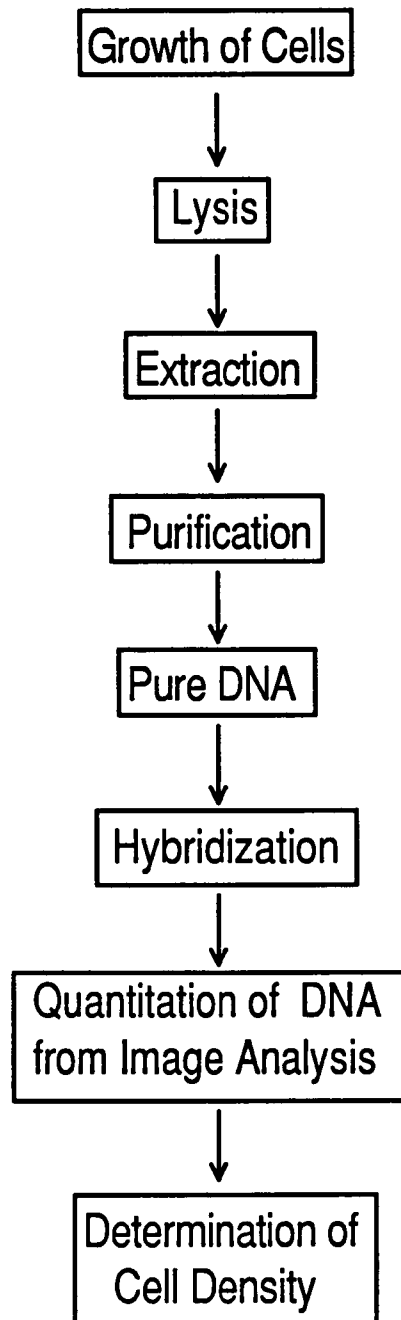 Growth of Cells
Lysis
Extraction
Purification
Pure DNA
Hybridization
Quantitation of DNA
from Image Analysis
Determination of
Cell Density